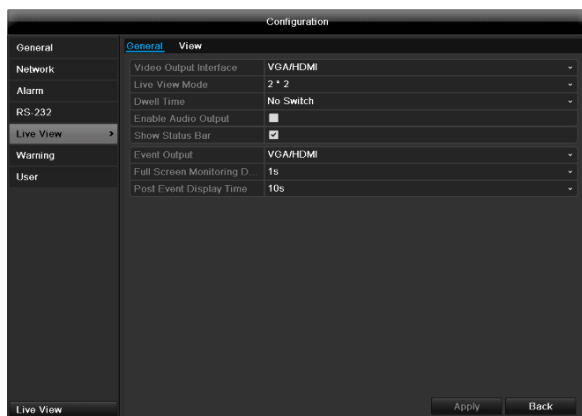 Configuration
General
Network
Alarm
RS-232
Live View >
Warning
User
Live View
General View
Video Output Interface VGA/HDMI
Live View Mode 2 * 2
Dwell Time No Switch
Enable Audio Output
Show Status Bar
Event Output VGA/HDMI
Full Screen Monitoring D... 1s
Post Event Display Time 10s
Apply Back